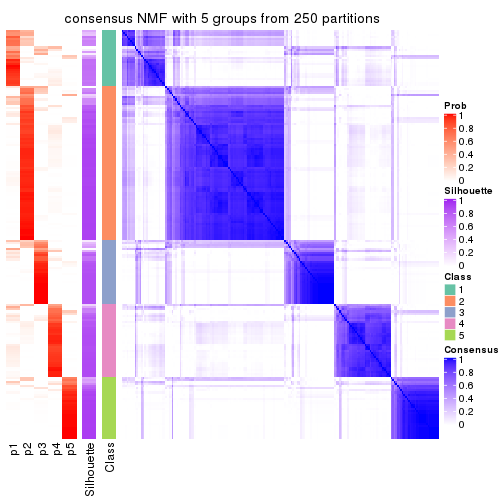 consensus NMF with 5 groups from 250 partitions
p1
p2
p3
p4
p5
Silhouette
Class
Prob
1
0.8
0.6
0.4
0.2
0
Silhouette
1
0.8
0.6
0.4
0.2
0
Class
1
2
3
4
5
Consensus
1
0.8
0.6
0.4
0.2
0